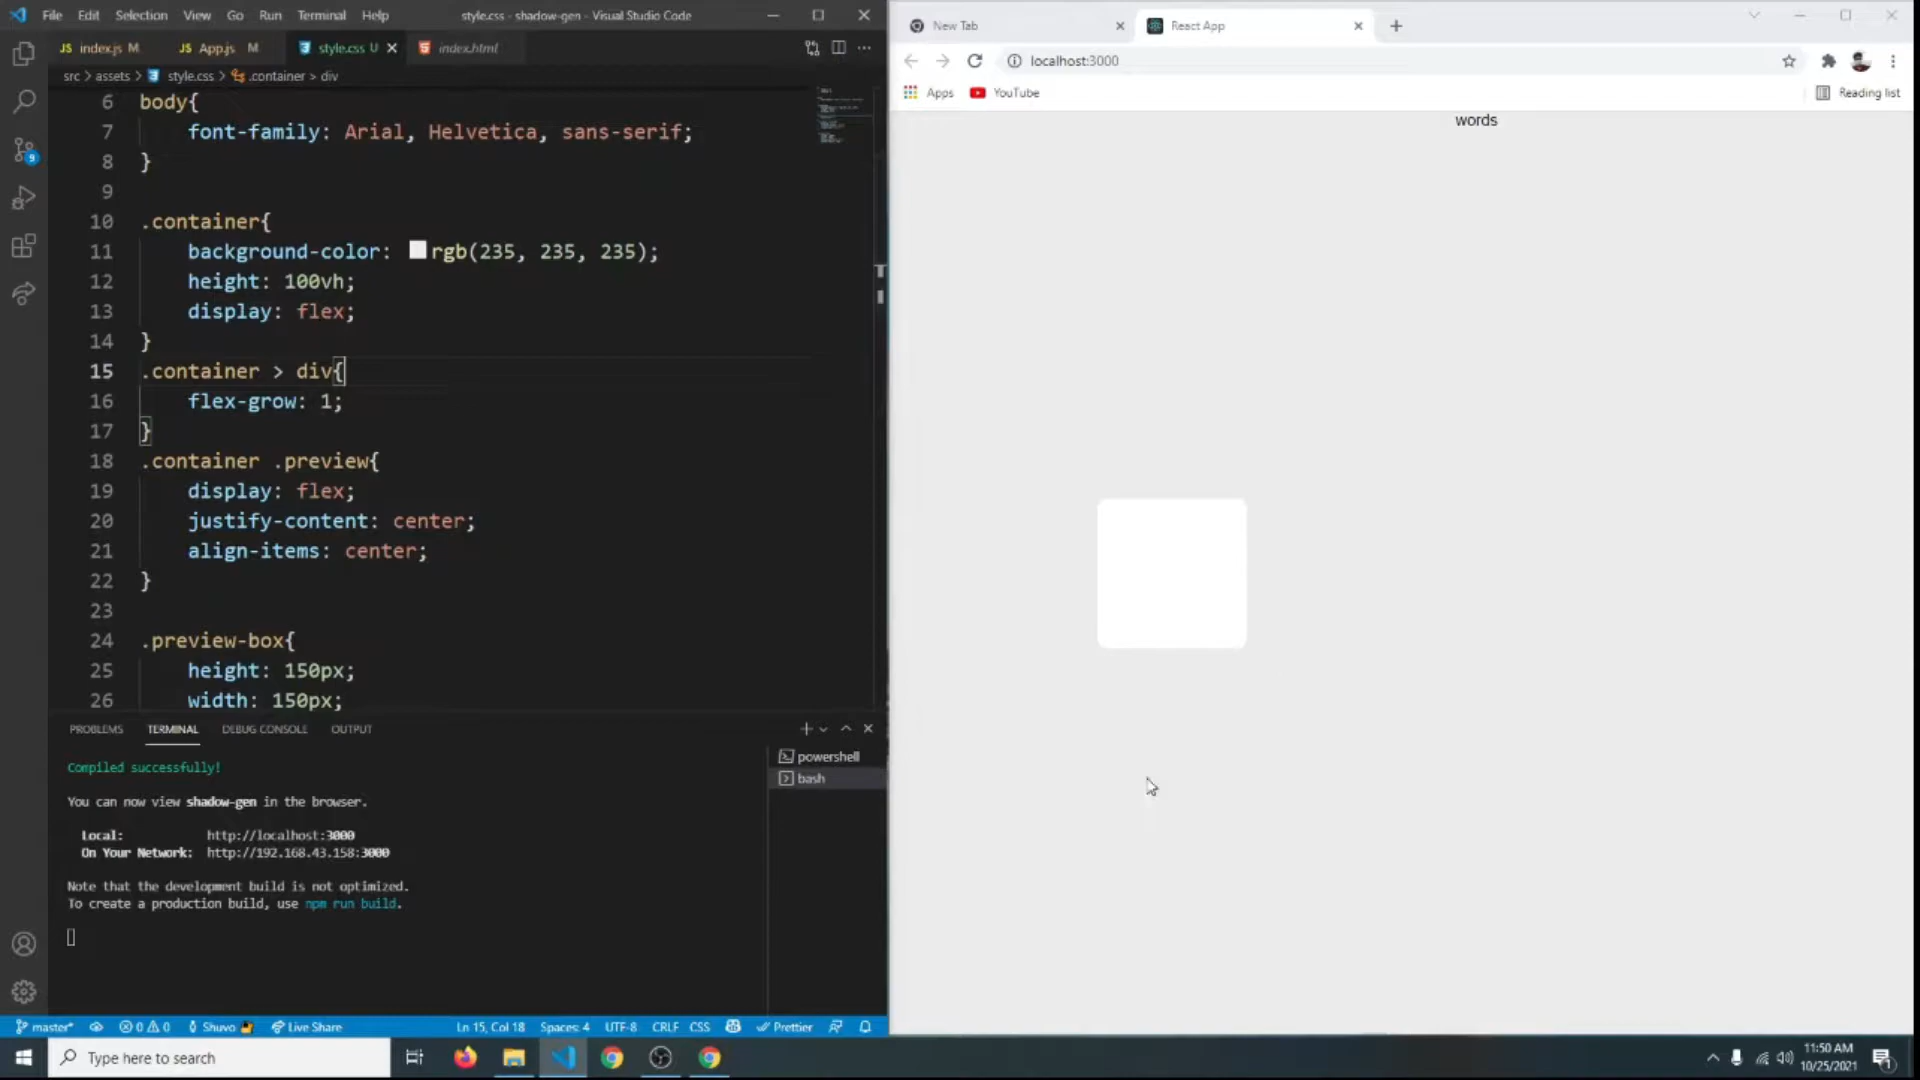 File Edit Selection View Go Run Terminal Help
style.css - shadow-gen - Visual Studio Code
JS index.js M
JS App.js M
style.css U
index.html
src > assets > style.css > .container > div
6 body{
7 font-family: Arial, Helvetica, sans-serif;
8 }
9
10 .container{
11 background-color: rgb(235, 235, 235);
12 height: 100vh;
13 display: flex;
14 }
15 .container > div{
16 flex-grow: 1;
17 }
18 .container .preview{
19 display: flex;
20 justify-content: center;
21 align-items: center;
22 }
23
24 .preview-box{
25 height: 150px;
26 width: 150px;
9
PROBLEMS TERMINAL DEBUG CONSOLE OUTPUT
powershell
bash
Compiled successfully!
You can now view shadow-gen in the browser.
Local: http://localhost:3000
On Your Network: http://192.168.43.158:3000
Note that the development build is not optimized.
To create a production build, use npm run build.
master* 0 0 Shuvo Live Share Ln 15, Col 18 Spaces: 4 UTF-8 CRLF CSS Prettier
New Tab
React App
localhost:3000
Apps YouTube Reading list
words
Type here to search
11:50 AM
10/25/2021
1